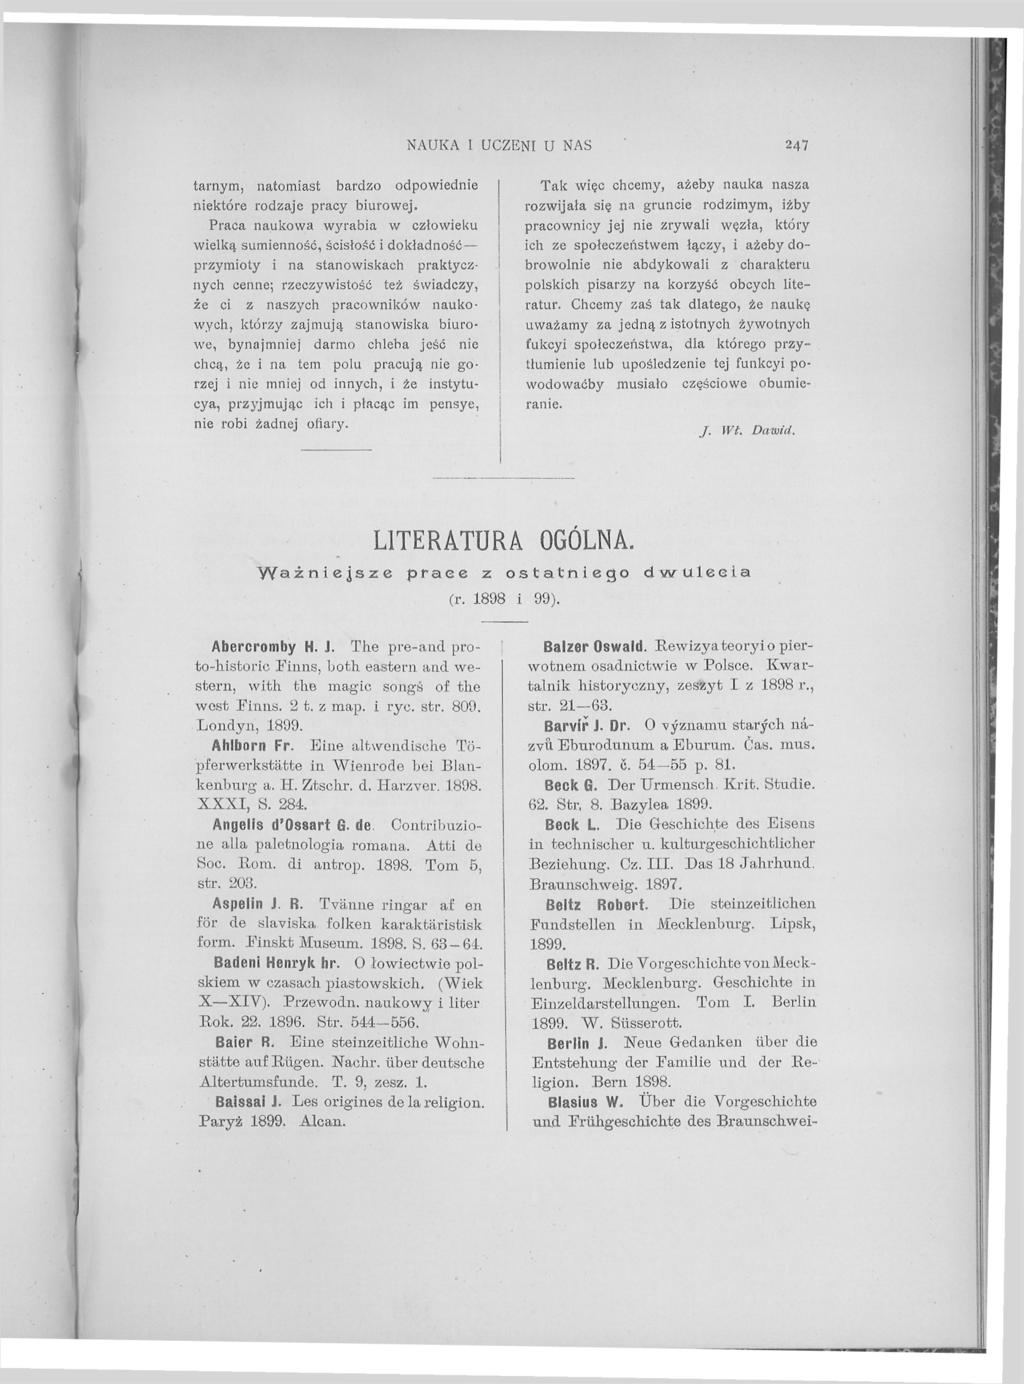 NAUKA I UCZENI U NAS 247
tarnym, natomiast bardzo odpowiednie
niektóre rodzaje pracy biurowej.
Praca naukowa wyrabia w człowieku
wielką sumienność, ścisłość i dokładność—
przymioty i na stanowiskach praktycz-
nych cenne; rzeczywistość też świadczy,
że ci z naszych pracowników nauko-
wych, którzy zajmują stanowiska biuro-
we, bynajmniej darmo chleba jeść nie
chcą, że i na tem polu pracują nie go-
rzej i nie mniej od innych, i że instytu-
cya, przyjmując ich i płacąc im pensye,
nie robi żadnej ofiary.
Tak więc chcemy, ażeby nauka nasza
rozwijała się na gruncie rodzimym, iżby
pracownicy jej nie zrywali węzła, który
ich ze społeczeństwem łączy, i ażeby do-
browolnie nie abdykowali z charakteru
polskich pisarzy na korzyść obcych lite-
ratur. Chcemy zaś tak dlatego, że naukę
uważamy za jedną z istotnych żywotnych
fukcyi społeczeństwa, dla którego przy-
tłumienie lub upośledzenie tej funkcyi po-
wodowaćby musiało częściowe obumie-
ranie.
J. Wł. Dawid.
LITERATURA OGÓLNA.
Ważniejsze prace z ostatniego dwulecia
(r. 1898 i 99).
Abercromby H. J. The pre-and pro-
to-historic Finns, both eastern and we-
stern, with the magic songs of the
west Finns. 2 t. z map. i ryc. str. 809.
Londyn, 1899.
Ahlborn Fr. Eine altwendische Tö-
pferwerkstätte in Wienrode bei Blan-
kenburg a. H. Ztschr. d. Harzver. 1898.
XXXI, S. 284.
Angelis d'Ossart G. de. Contribuzio-
ne alla paletnologia romana. Atti de
Soc. Rom. di antrop. 1898. Tom 5,
str. 203.
Aspelin J. R. Tvänne ringar af en
för de slaviska folken karaktäristisk
form. Finskt Museum. 1898. S. 63–64.
Badeni Henryk hr. O łowiectwie pol-
skiem w czasach piastowskich. (Wiek
X—XIV). Przewodn. naukowy i liter
Rok. 22. 1896. Str. 544—556.
Baier R. Eine steinzeitliche Wohn-
stätte auf Rügen. Nachr. über deutsche
Altertumsfunde. T. 9, zesz. 1.
Baissal J. Les origines de la religion.
Paryż 1899. Alcan.
Balzer Oswald. Rewizya teoryi o pier-
wotnem osadnictwie w Polsce. Kwar-
talnik historyczny, zeszyt I z 1898 r.,
str. 21—63.
Barvíř J. Dr. O významu starých ná-
zvů Eburodunum a Eburum. Čas. mus.
olom. 1897. č. 54—55 p. 81.
Beck G. Der Urmensch. Krit. Studie.
62. Str, 8. Bazylea 1899.
Beck L. Die Geschichte des Eisens
in technischer u. kulturgeschichtlicher
Beziehung. Cz. III. Das 18 Jahrhund.
Braunschweig. 1897.
Beltz Robert. Die steinzeitlichen
Fundstellen in Mecklenburg. Lipsk,
1899.
Beltz R. Die Vorgeschichte von Meck-
lenburg. Mecklenburg. Geschichte in
Einzeldarstellungen. Tom I. Berlin
1899. W. Süsserott.
Berlin J. Neue Gedanken über die
Entstehung der Familie und der Re-
ligion. Bern 1898.
Blasius W. Über die Vorgeschichte
und Frühgeschichte des Braunschwei-